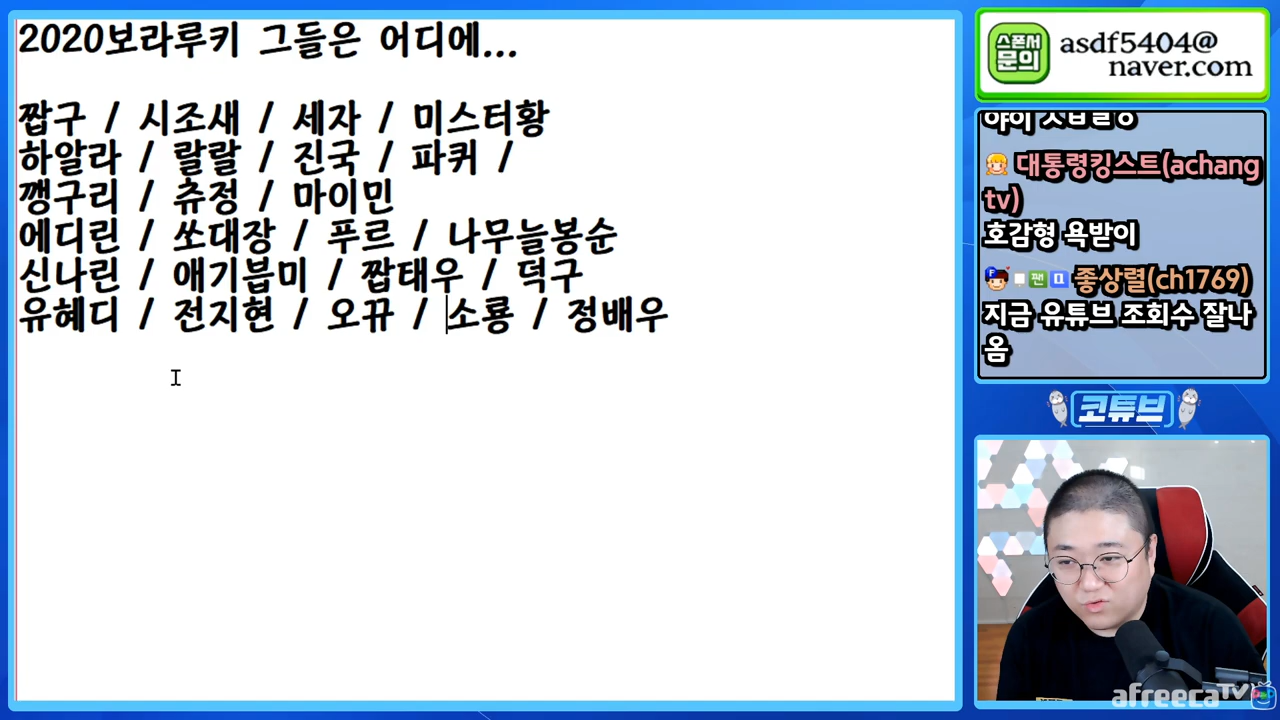 2020보라루키 그들은 어디에...
짭구 / 시조새 / 세자 / 미스터황
하알라 / 랄랄 / 진국 / 파퀴 /
깽구리 / 츄정 / 마이민
에디린 / 쏘대장 / 푸르 / 나무늘봉순
신나린 / 애기븝미 / 짭태우 / 덕구
유혜디 / 전지현 / 오뀨 / 소룡 / 정배우
스폰서
문의
asdf5404@
naver.com
대통령킹스트(achang
tv)
호감형 욕받이
F 팬 좋상렬(ch1769)
지금 유튜브 조회수 잘나
옴
코튜브
afreecaTV